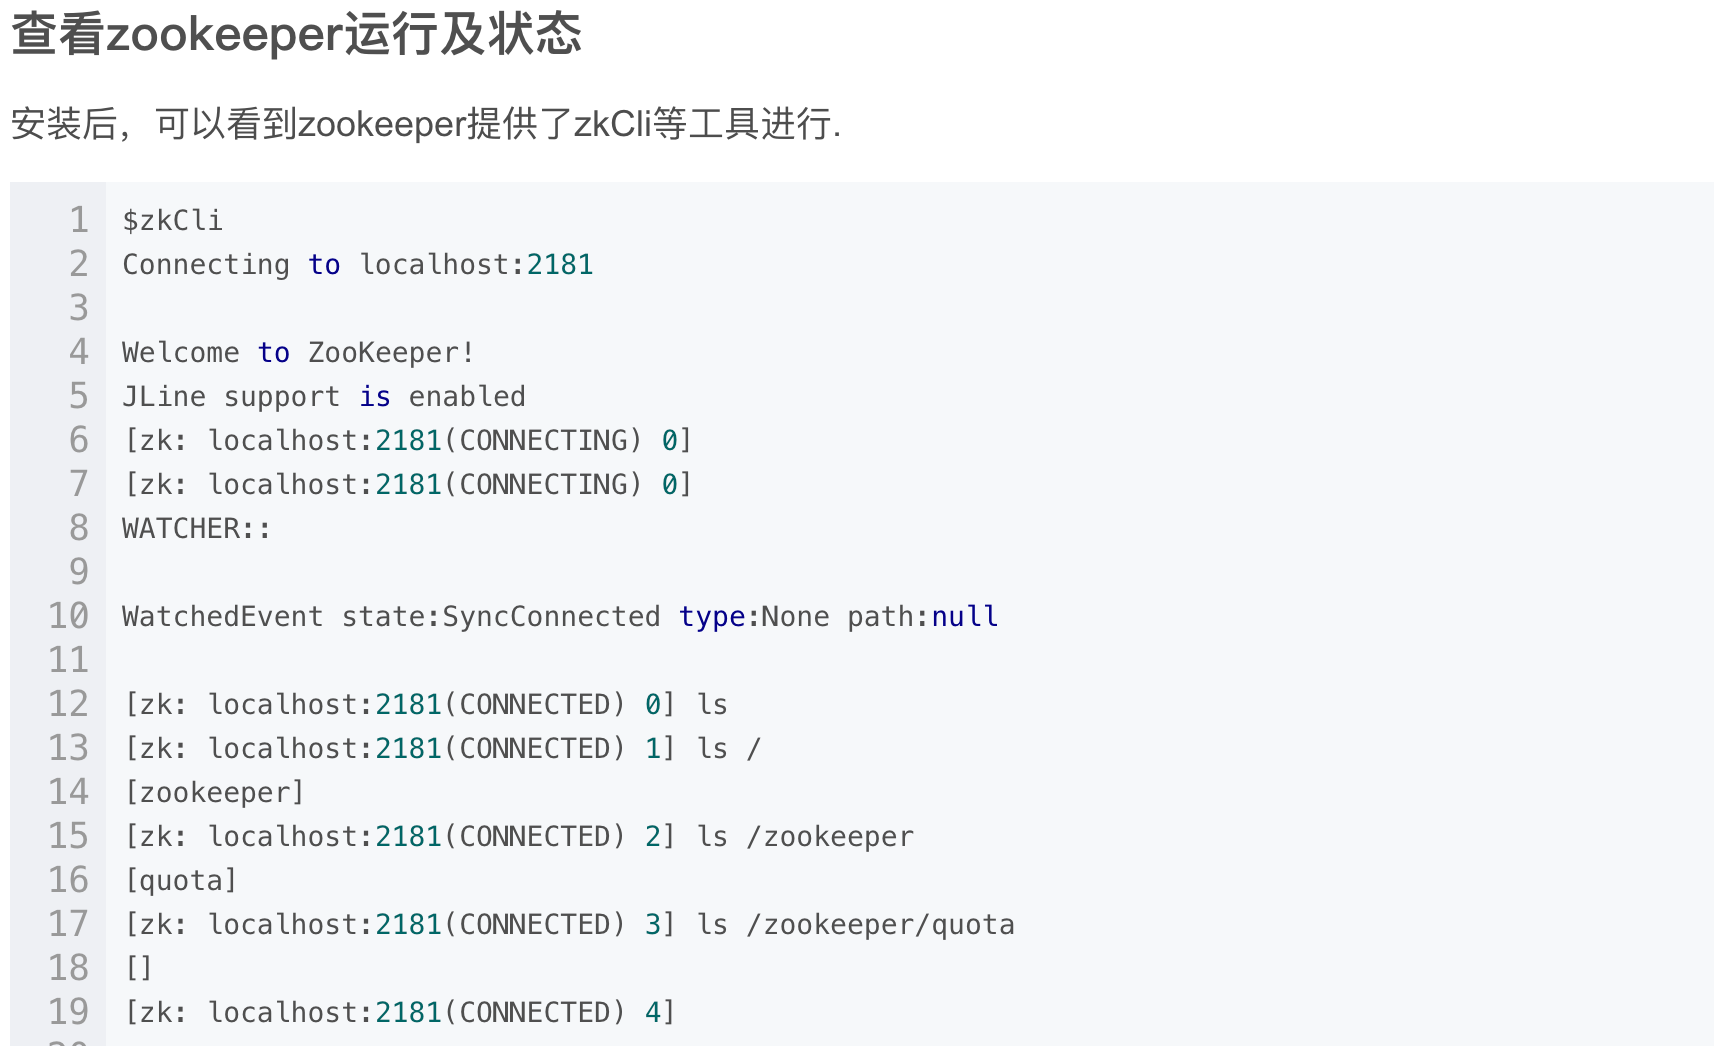 查看zookeeper运行及状态
安装后，可以看到zookeeper提供了zkCli等工具进行.
1 $zkCli
2 Connecting to localhost:2181
3
4 Welcome to ZooKeeper!
5 JLine support is enabled
6 [zk: localhost:2181(CONNECTING) 0]
7 [zk: localhost:2181(CONNECTING) 0]
8 WATCHER::
9
10 WatchedEvent state:SyncConnected type:None path:null
11
12 [zk: localhost:2181(CONNECTED) 0] ls
13 [zk: localhost:2181(CONNECTED) 1] ls /
14 [zookeeper]
15 [zk: localhost:2181(CONNECTED) 2] ls /zookeeper
16 [quota]
17 [zk: localhost:2181(CONNECTED) 3] ls /zookeeper/quota
18 []
19 [zk: localhost:2181(CONNECTED) 4]